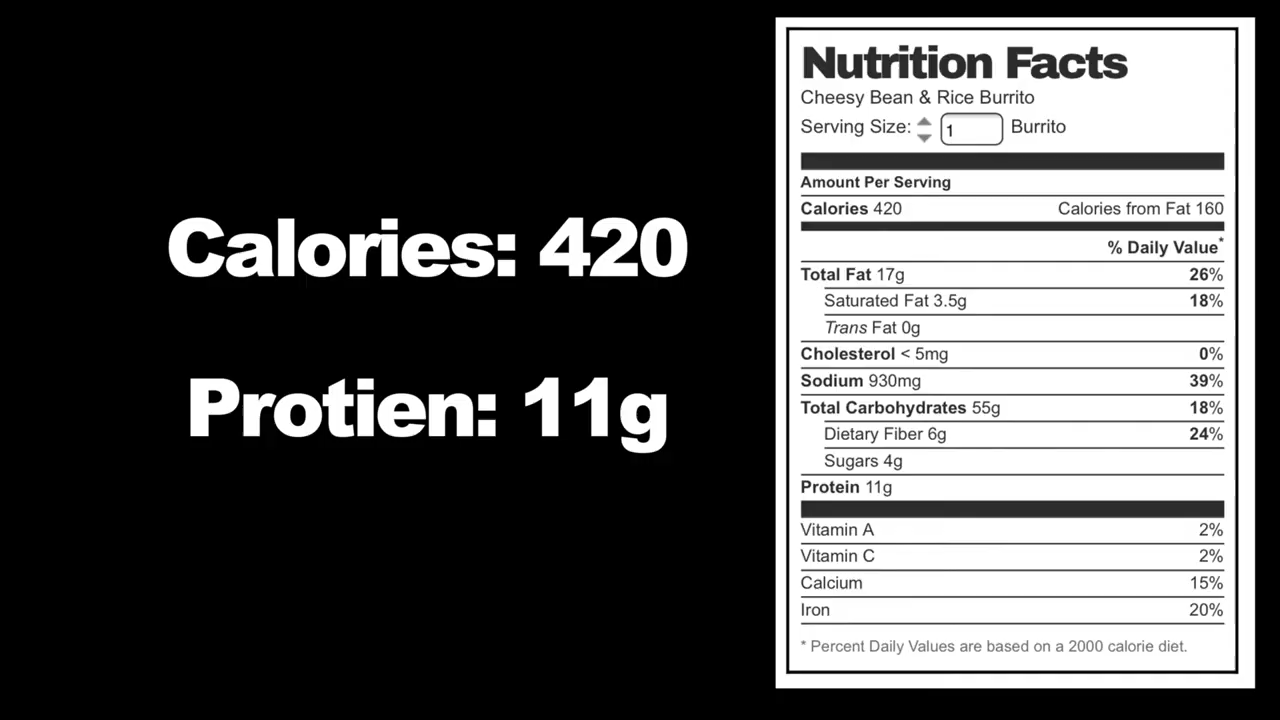 Calories: 420
Protien: 11g
Nutrition Facts
Cheesy Bean & Rice Burrito
Serving Size: 1 Burrito
Amount Per Serving
Calories 420 Calories from Fat 160
% Daily Value*
Total Fat 17g 26%
Saturated Fat 3.5g 18%
Trans Fat 0g
Cholesterol < 5mg 0%
Sodium 930mg 39%
Total Carbohydrates 55g 18%
Dietary Fiber 6g 24%
Sugars 4g
Protein 11g
Vitamin A 2%
Vitamin C 2%
Calcium 15%
Iron 20%
* Percent Daily Values are based on a 2000 calorie diet.